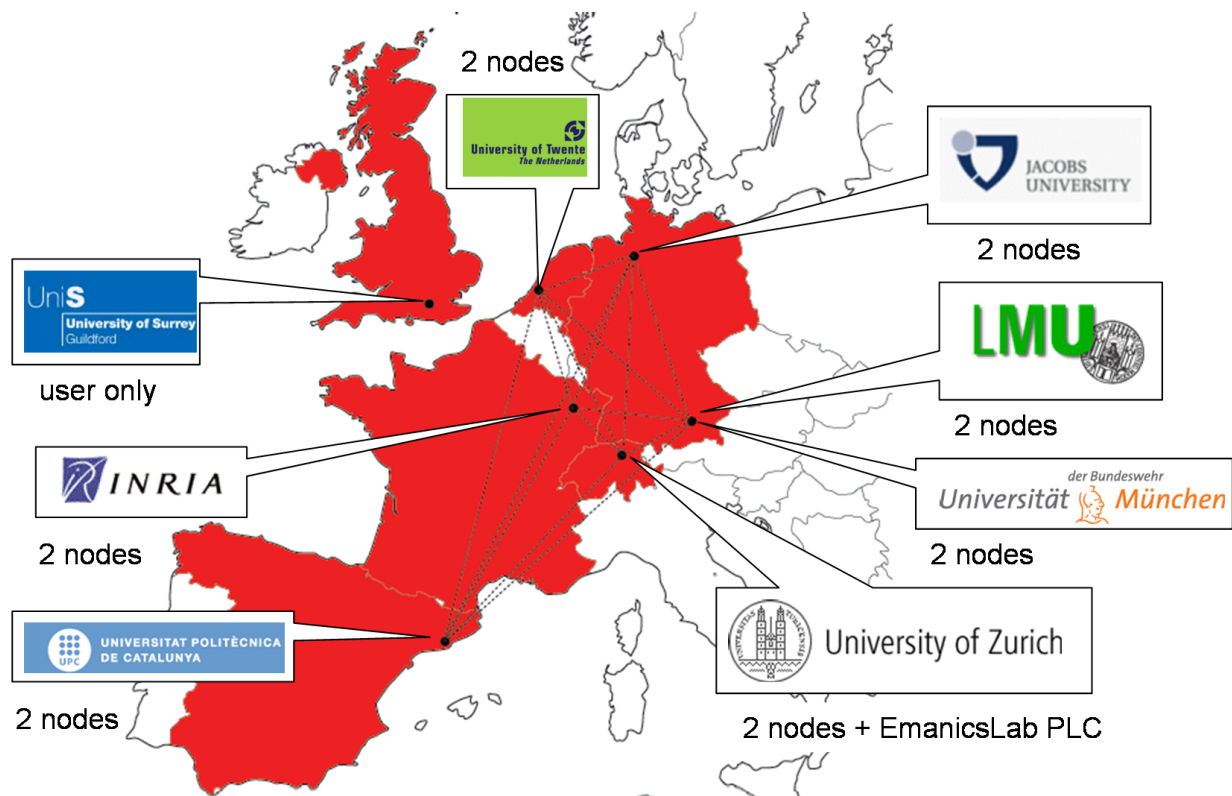 2 nodes
University of Twente
The Netherlands
JACOBS
UNIVERSITY
2 nodes
UniS
University of Surrey
Guildford
user only
LMU
2 nodes
INRIA
2 nodes
der Bundeswehr
Universität München
2 nodes
UNIVERSITAT POLITÈCNICA
DE CATALUNYA
UPC
2 nodes
UNIVERSITAS TURICENSIS
University of Zurich
2 nodes + EmanicsLab PLC